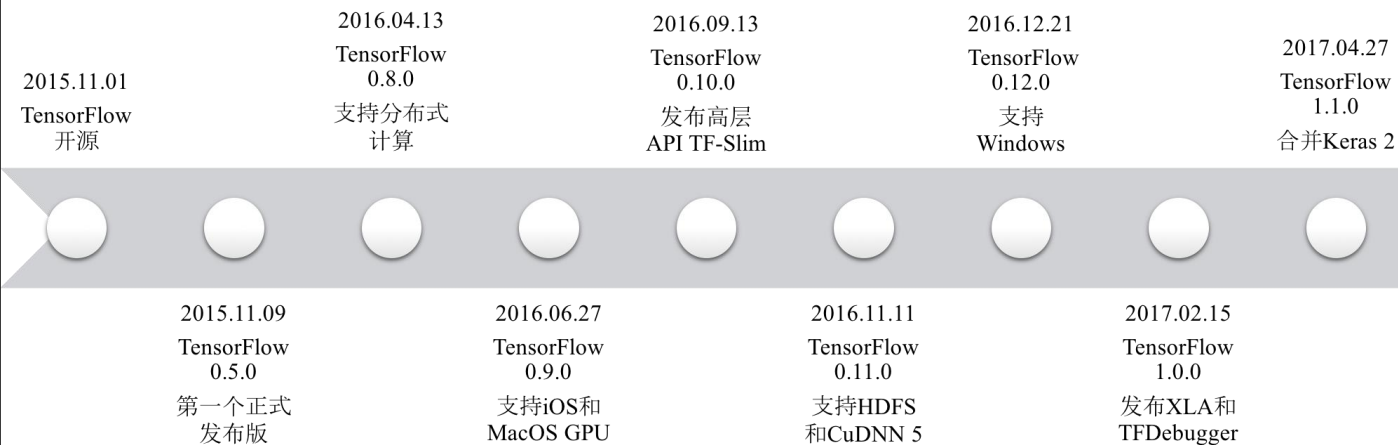 2015.11.01
TensorFlow
开源
2015.11.09
TensorFlow
0.5.0
第一个正式
发布版
2016.04.13
TensorFlow
0.8.0
支持分布式
计算
2016.06.27
TensorFlow
0.9.0
支持iOS和
MacOS GPU
2016.09.13
TensorFlow
0.10.0
发布高层
API TF-Slim
2016.11.11
TensorFlow
0.11.0
支持HDFS
和CuDNN 5
2016.12.21
TensorFlow
0.12.0
支持
Windows
2017.02.15
TensorFlow
1.0.0
发布XLA和
TFDebugger
2017.04.27
TensorFlow
1.1.0
合并Keras 2